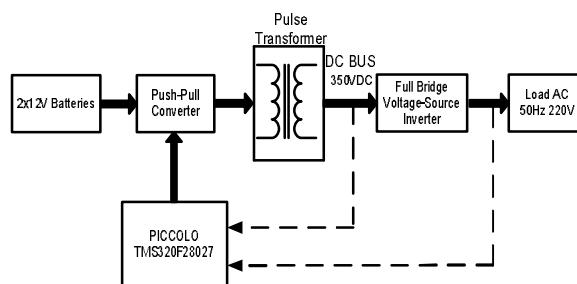 Pulse
Transformer
DC BUS
350VDC
2x12V Batteries
Push-Pull
Converter
Full Bridge
Voltage-Source
Inverter
Load AC
50Hz 220V
PICCOLO
TMS320F28027